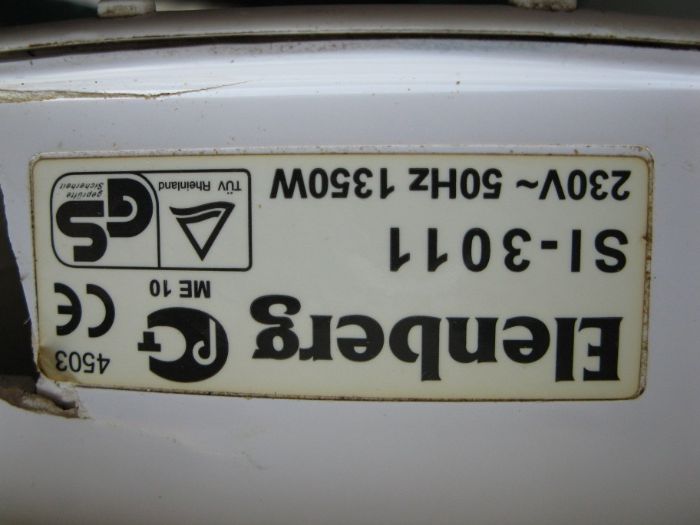 Elenberg
4503
ME 10
SI-3011
230V~ 50Hz 1350W
TÜV Rheinland
geprüfte
Sicherheit
GS
CE